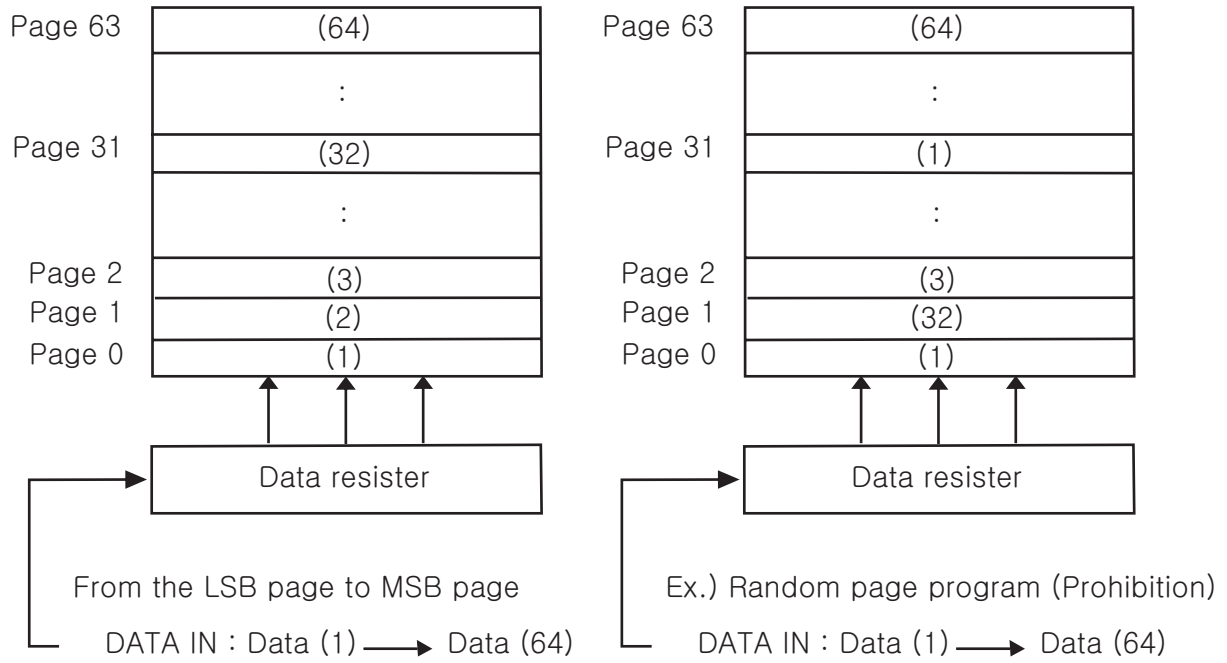 Page 63 (64)
:
Page 31 (32)
:
Page 2 (3)
Page 1 (2)
Page 0 (1)
Data resister
From the LSB page to MSB page
DATA IN : Data (1) Data (64)
Page 63 (64)
:
Page 31 (1)
:
Page 2 (3)
Page 1 (32)
Page 0 (1)
Data resister
Ex.) Random page program (Prohibition)
DATA IN : Data (1) Data (64)